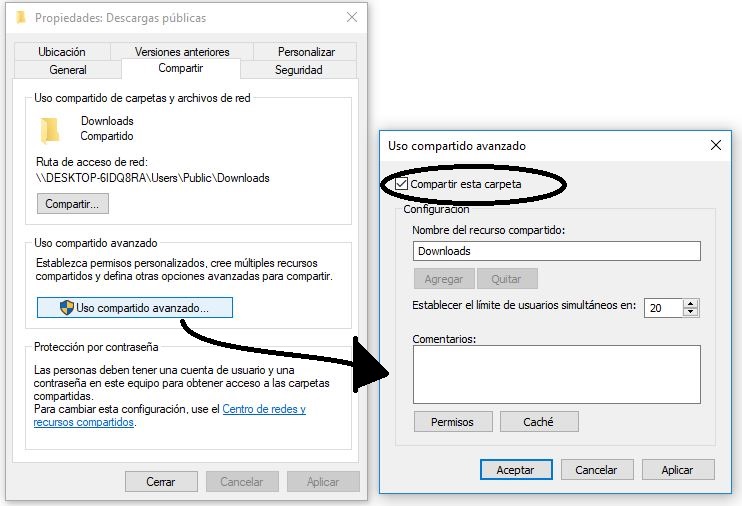 Propiedades: Descargas públicas
Ubicación
Versiones anteriores
Personalizar
General
Compartir
Seguridad
Uso compartido de carpetas y archivos de red
Downloads
Compartido
Ruta de acceso de red:
\\DESKTOP-6IDQ8RA\Users\Public\Downloads
Compartir...
Uso compartido avanzado
Establezca permisos personalizados, cree múltiples recursos
compartidos y defina otras opciones avanzadas para compartir.
Uso compartido avanzado...
Protección por contraseña
Las personas deben tener una cuenta de usuario y una
contraseña en este equipo para obtener acceso a las carpetas
compartidas.
Para cambiar esta configuración, use el Centro de redes y
recursos compartidos.
Cerrar
Cancelar
Aplicar
Uso compartido avanzado
Compartir esta carpeta
Configuración
Nombre del recurso compartido:
Downloads
Agregar
Quitar
Establecer el límite de usuarios simultáneos en:
20
Comentarios:
Permisos
Caché
Aceptar
Cancelar
Aplicar